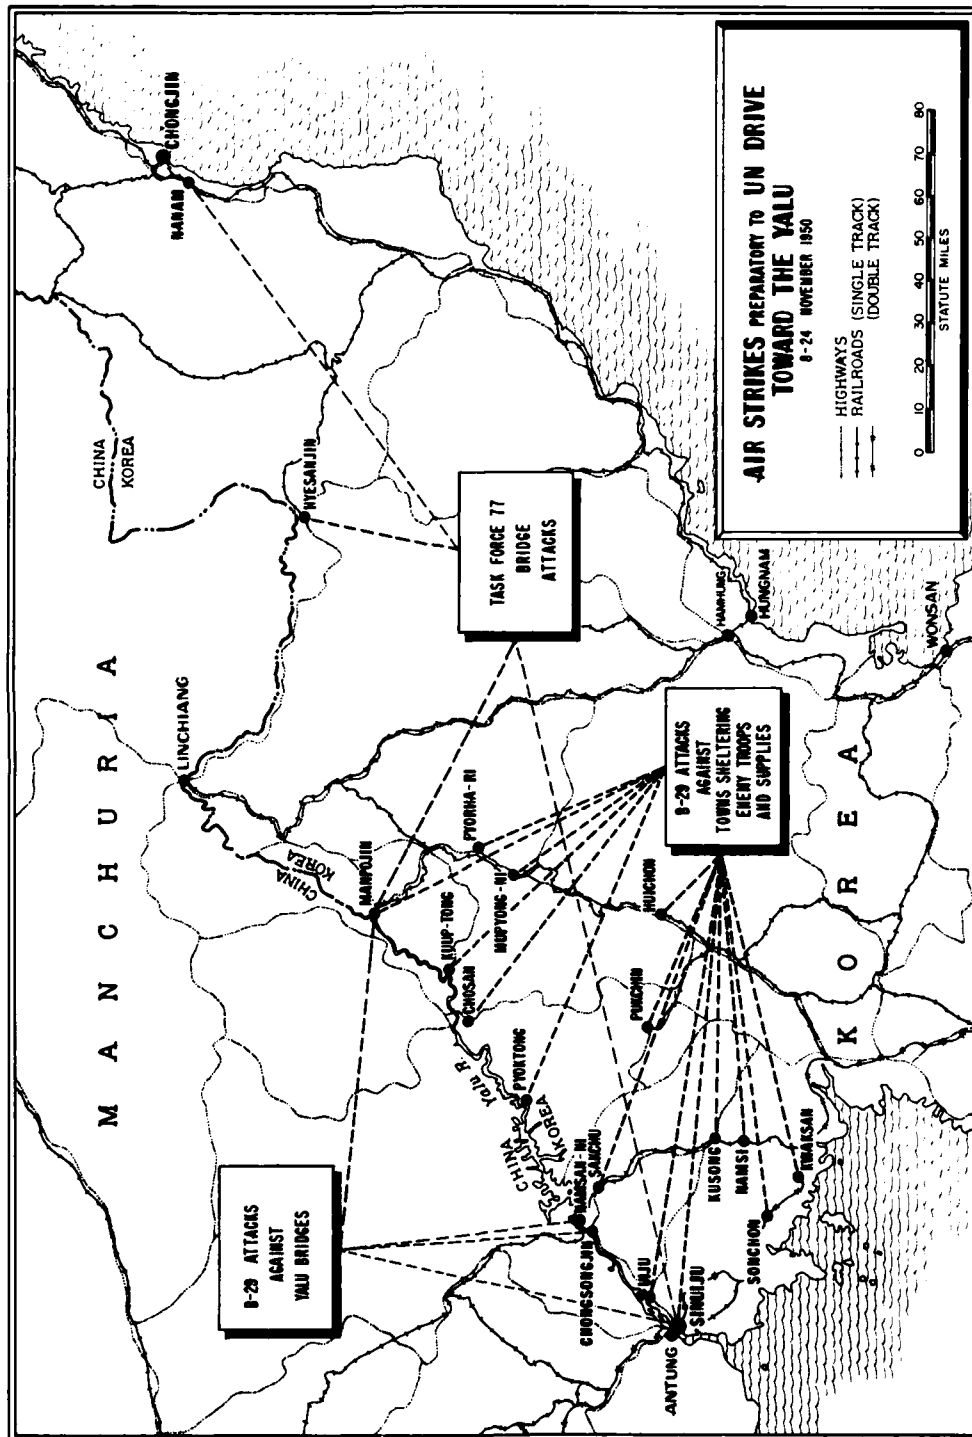 MANCHURIA
CHINA
KOREA
CHONGJIN
NANAM
LINCHIANG
HYESANJIN
CHINA
KOREA
MANPOJIN
KUUP-TONG
CHOSAN
PYORHA-RI
MUPYONG-NI
Yalu R.
PYOKTONG
CHINA
KOREA
NAMSAN-NI
SAKCHU
CHONGSONGJIN
UIJU
SINUIJU
ANTUNG
PUKCHIN
HUICHON
KUSONG
NAMSI
SONCHON
KWAKSAN
HAMHUNG
HUNGNAM
WONSAN
KOREA
B-29 ATTACKS
AGAINST
YALU BRIDGES
TASK FORCE 77
BRIDGE
ATTACKS
B-29 ATTACKS
AGAINST
TOWNS SHELTERING
ENEMY TROOPS
AND SUPPLIES
AIR STRIKES PREPARATORY TO UN DRIVE
TOWARD THE YALU
8-24 NOVEMBER 1950
HIGHWAYS
RAILROADS (SINGLE TRACK)
(DOUBLE TRACK)
0 10 20 30 40 50 60 70 80
STATUTE MILES